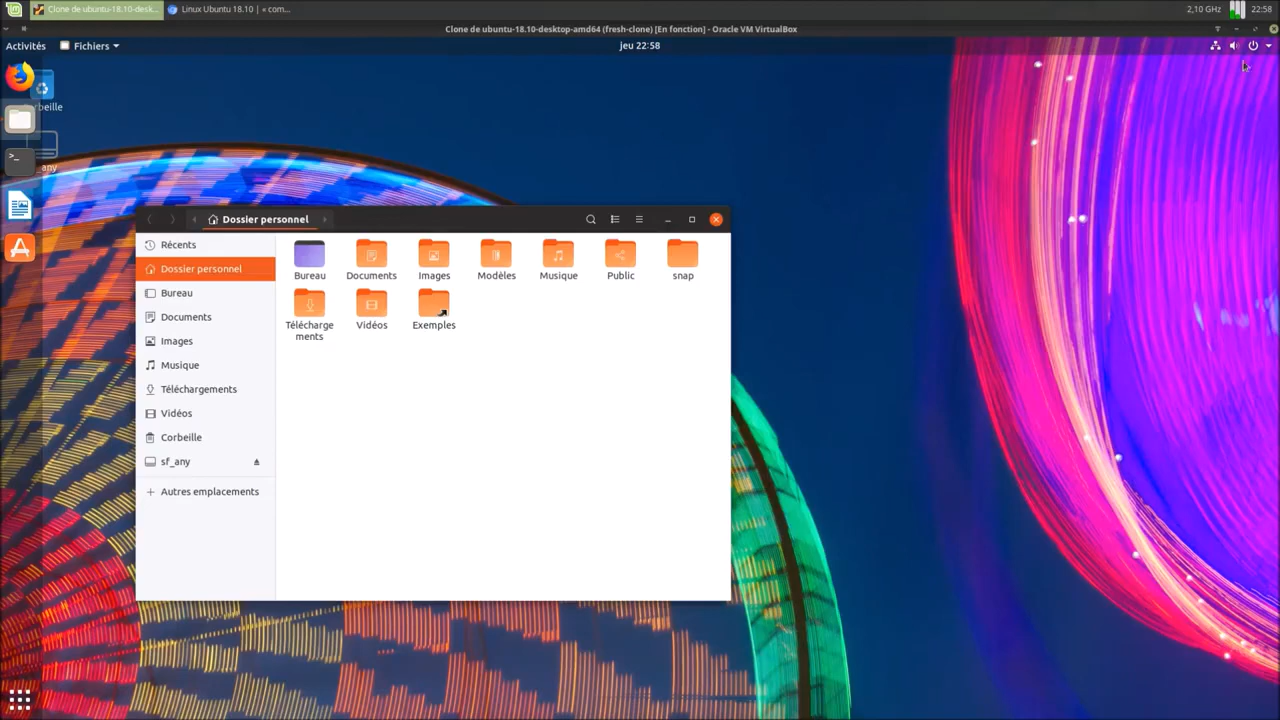 Clone de ubuntu-18.10-desk...
Linux Ubuntu 18.10 | « com...
2,10 GHz
22:58
Clone de ubuntu-18.10-desktop-amd64 (fresh-clone) [En fonction] - Oracle VM VirtualBox
Activités
Fichiers
jeu 22:58
beille
any
Dossier personnel
Récents
Dossier personnel
Bureau
Documents
Images
Musique
Téléchargements
Vidéos
Corbeille
sf_any
Autres emplacements
Bureau
Documents
Images
Modèles
Musique
Public
snap
Télécharge
ments
Vidéos
Exemples